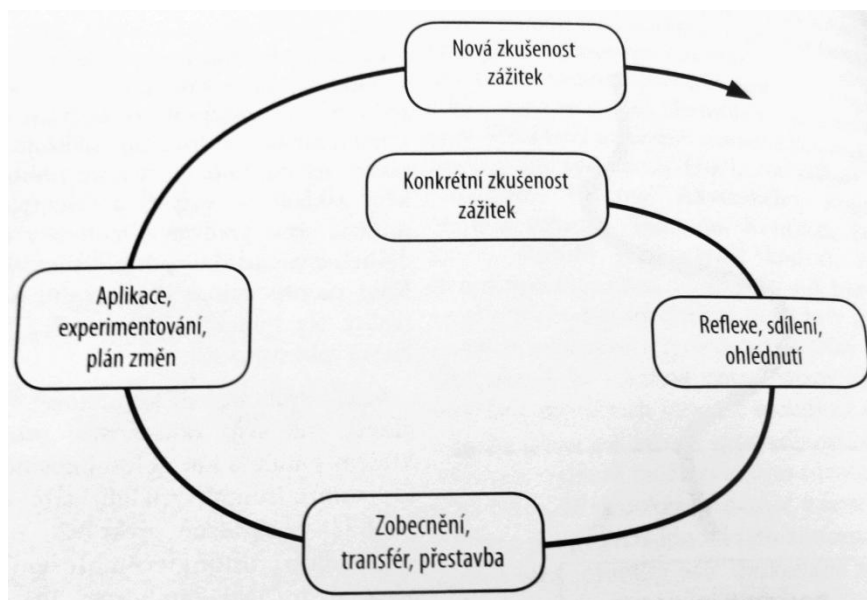 Nová zkušenost
zážitek
Konkrétní zkušenost
zážitek
Reflexe, sdílení,
ohlédnutí
Zobecnění,
transfér, přestavba
Aplikace,
experimentování,
plán změn